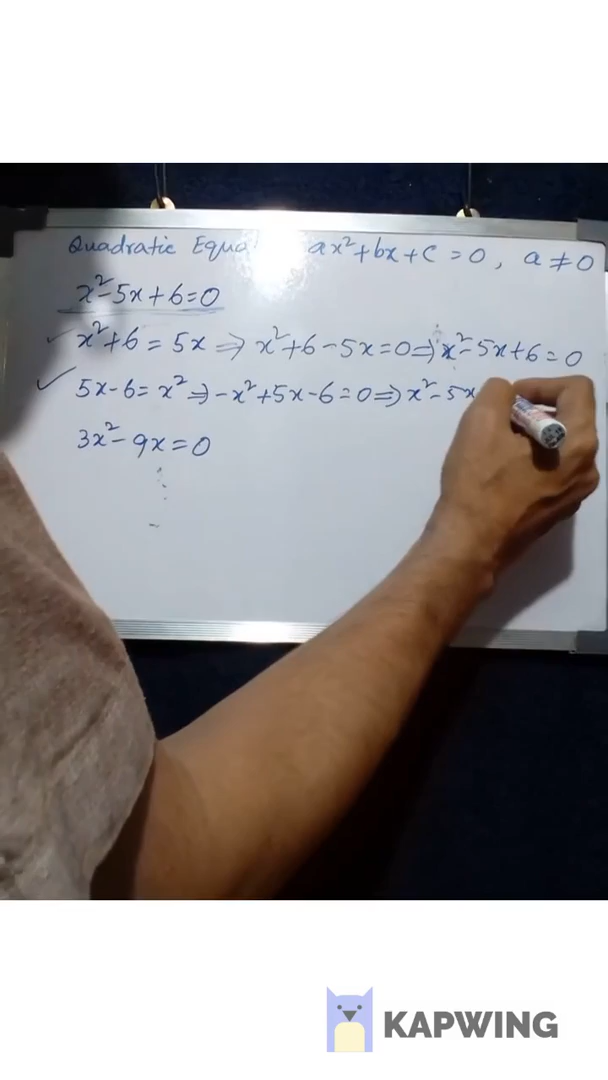 Quadratic Equa ax²+bx+c=0, a≠0
x²-5x+6=0
x²+6=5x⇒x²+6-5x=0⇒x²-5x+6=0
5x-6=x²⇒-x²+5x-6=0⇒x²-5x
3x²-9x=0
KAPWING